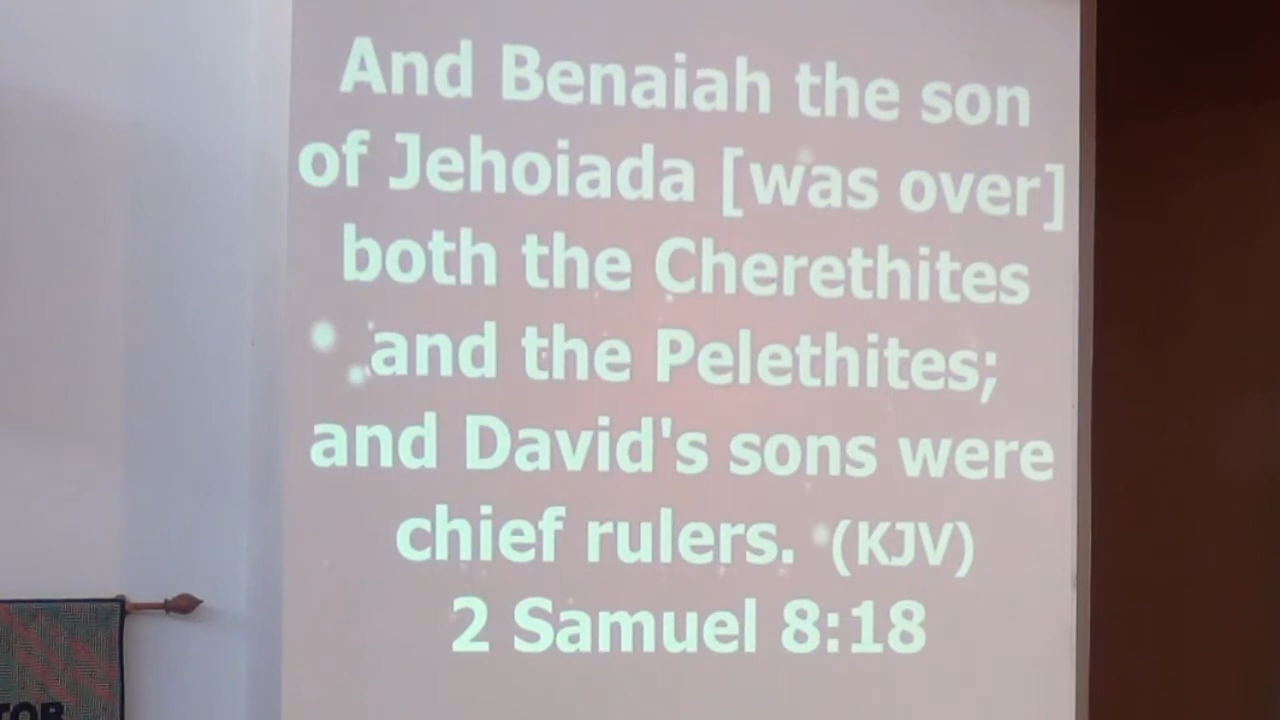 And Benaiah the son
of Jehoiada [was over]
both the Cherethites
and the Pelethites;
and David's sons were
chief rulers. (KJV)
2 Samuel 8:18